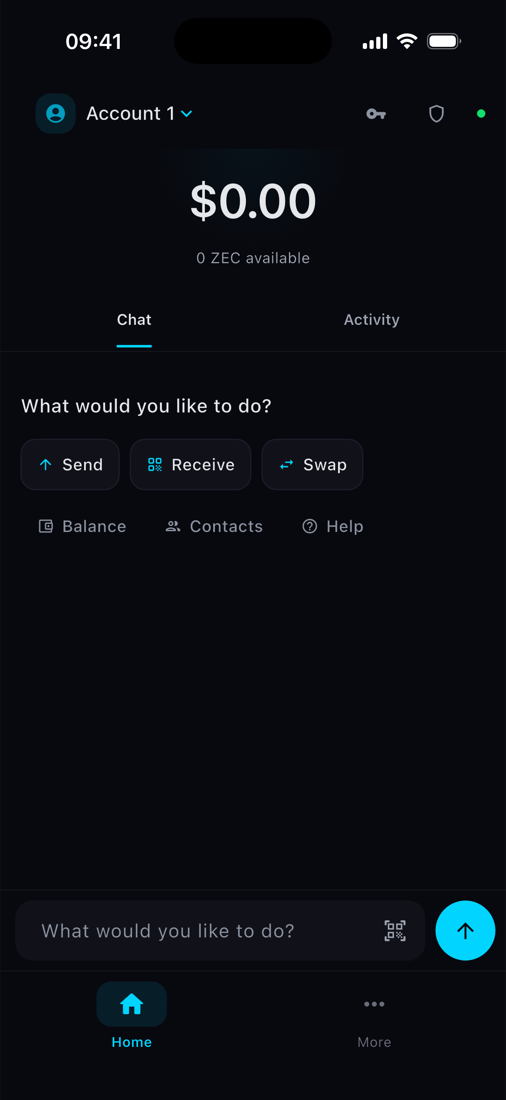 09:41
Account 1
$0.00
0 ZEC available
Chat Activity
What would you like to do?
Send Receive Swap
Balance Contacts Help
What would you like to do?
Home More